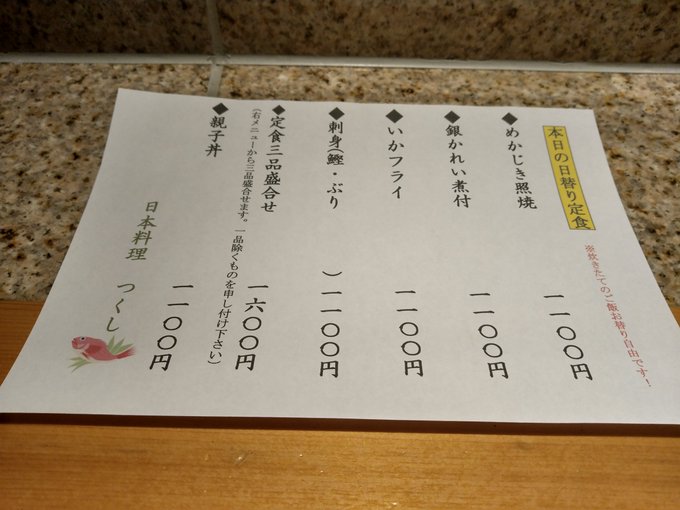 ※炊きたてのご飯お替り自由です！
本日の日替り定食
めかじき照焼 一一〇〇円
◆銀かれい煮付 一一〇〇円
◆いかフライ 一一〇〇円
◆刺身(鰹・ぶり ) 一一〇〇円
◆定食三品盛合せ 一六〇〇円
(右メニューから三品盛合せます。一品除くものを申し付け下さい)
◆親子丼 一一〇〇円
日本料理 つくし